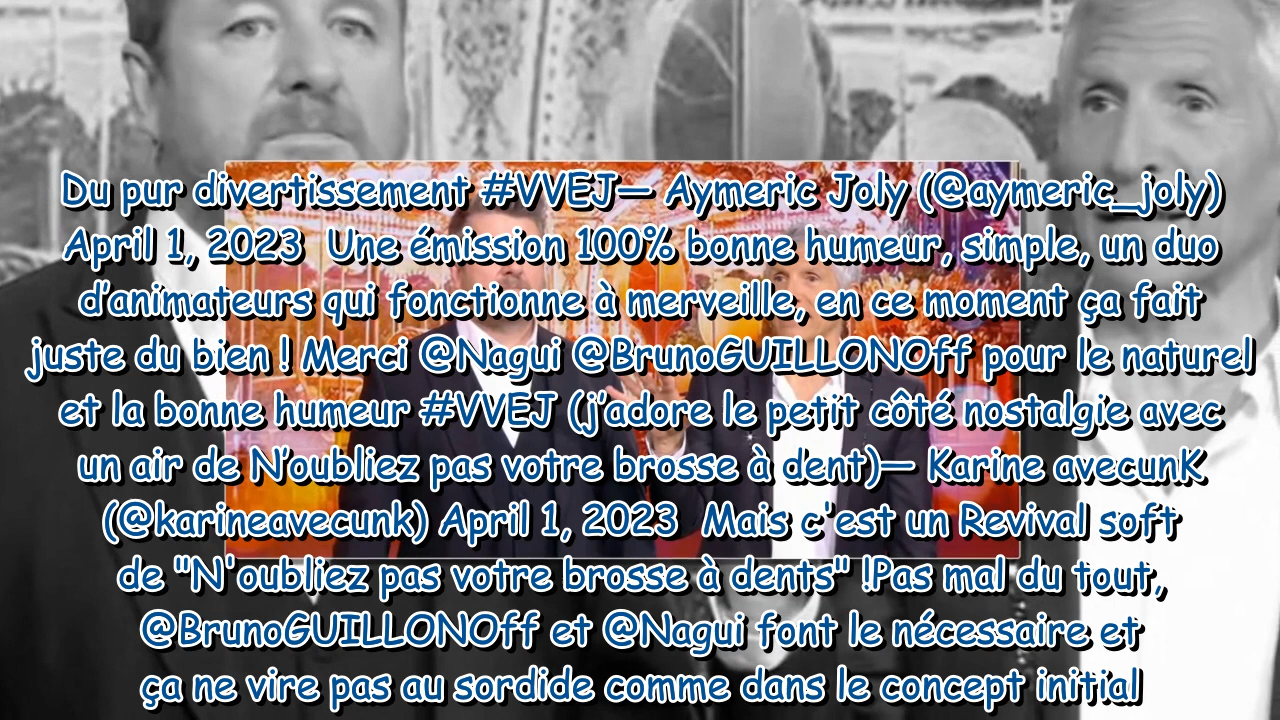 Du pur divertissement #VVEJ— Aymeric Joly (@aymeric_joly)
April 1, 2023 Une émission 100% bonne humeur, simple, un duo
d’animateurs qui fonctionne à merveille, en ce moment ça fait
juste du bien ! Merci @Nagui @BrunoGUILLONOff pour le naturel
et la bonne humeur #VVEJ (j’adore le petit côté nostalgie avec
un air de N’oubliez pas votre brosse à dent)— Karine avecunK
(@karineavecunk) April 1, 2023 Mais c'est un Revival soft
de "N'oubliez pas votre brosse à dents" !Pas mal du tout,
@BrunoGUILLONOff et @Nagui font le nécessaire et
ça ne vire pas au sordide comme dans le concept initial